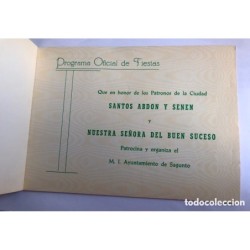 Programa Oficial de Fiestas
Que en honor de los Patronos de la Ciudad
SANTOS ABDON Y SENEN
Y
NUESTRA SEÑORA DEL BUEN SUCESO
Patrocina y organiza el
M. I. Ayuntamiento de Sagunto
todocoleccion